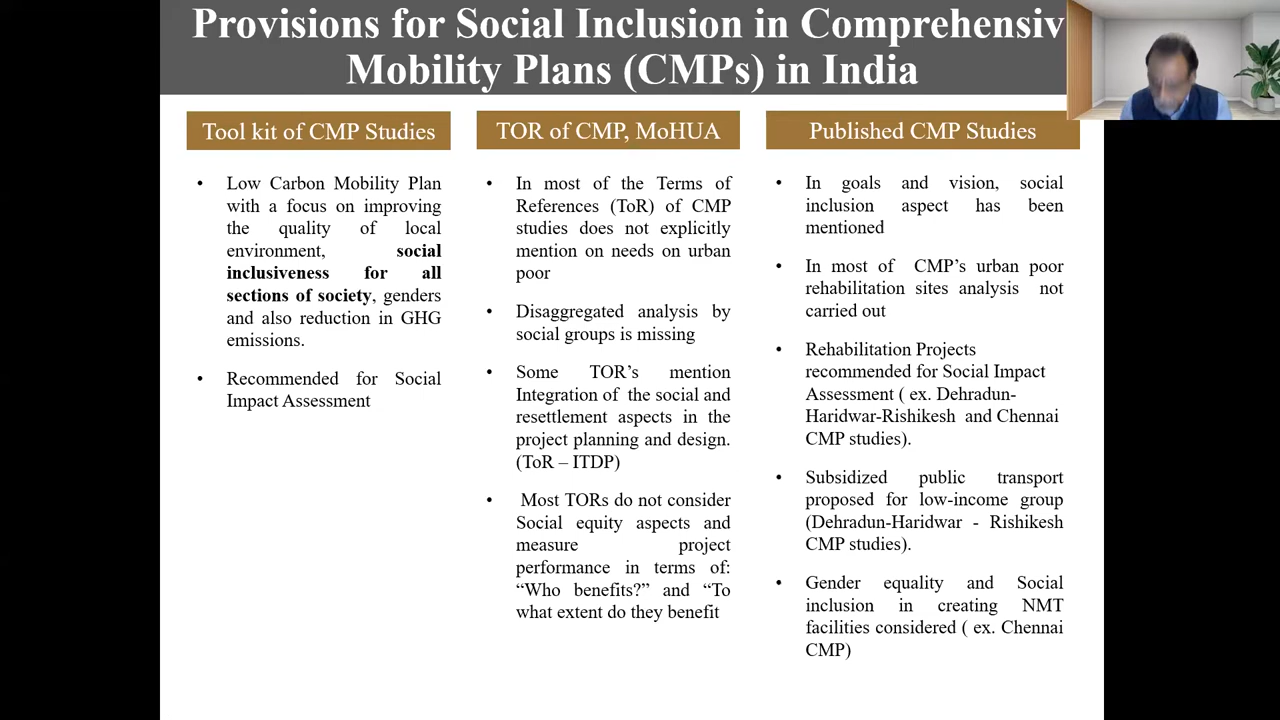 Provisions for Social Inclusion in Comprehensiv
Mobility Plans (CMPs) in India
Tool kit of CMP Studies
• Low Carbon Mobility Plan
with a focus on improving
the quality of local
environment, social
inclusiveness for all
sections of society, genders
and also reduction in GHG
emissions.
• Recommended for Social
Impact Assessment
TOR of CMP, MoHUA
• In most of the Terms of
References (ToR) of CMP
studies does not explicitly
mention on needs on urban
poor
• Disaggregated analysis by
social groups is missing
• Some TOR’s mention
Integration of the social and
resettlement aspects in the
project planning and design.
(ToR – ITDP)
• Most TORs do not consider
Social equity aspects and
measure project
performance in terms of:
“Who benefits?” and “To
what extent do they benefit
Published CMP Studies
• In goals and vision, social
inclusion aspect has been
mentioned
• In most of CMP’s urban poor
rehabilitation sites analysis not
carried out
• Rehabilitation Projects
recommended for Social Impact
Assessment ( ex. Dehradun-
Haridwar-Rishikesh and Chennai
CMP studies).
• Subsidized public transport
proposed for low-income group
(Dehradun-Haridwar - Rishikesh
CMP studies).
• Gender equality and Social
inclusion in creating NMT
facilities considered ( ex. Chennai
CMP)